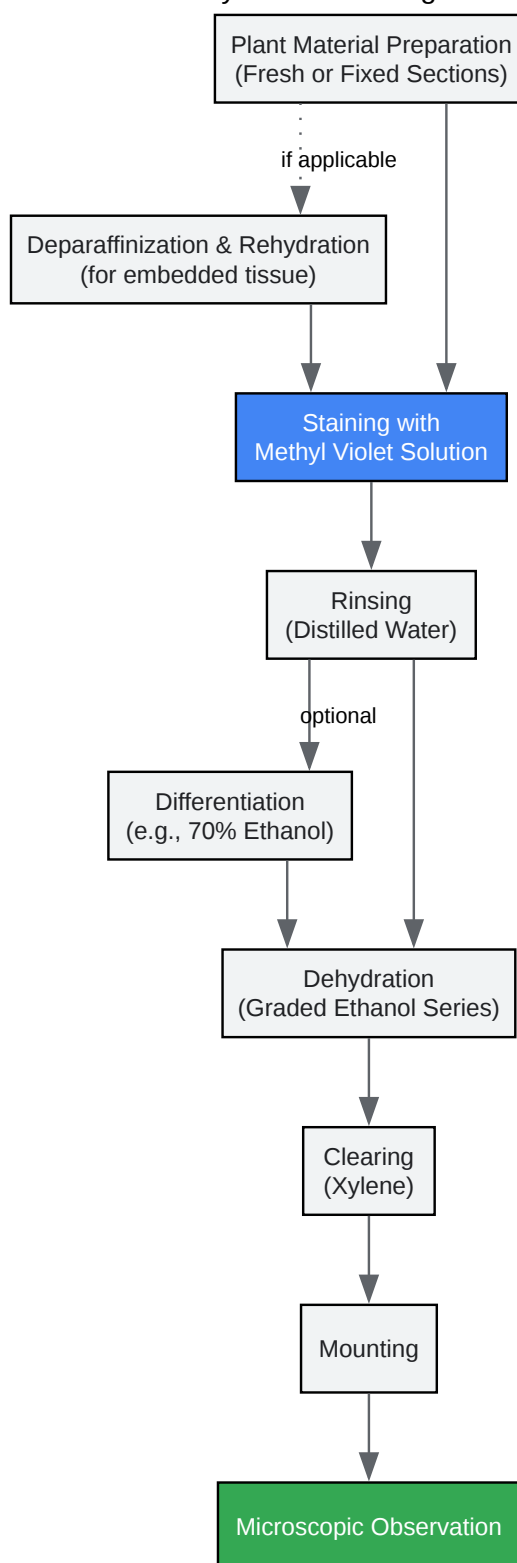 Plant Material Preparation
(Fresh or Fixed Sections)
if applicable
Deparaffinization & Rehydration
(for embedded tissue)
Staining with
Methyl Violet Solution
Rinsing
(Distilled Water)
optional
Differentiation
(e.g., 70% Ethanol)
Dehydration
(Graded Ethanol Series)
Clearing
(Xylene)
Mounting
Microscopic Observation